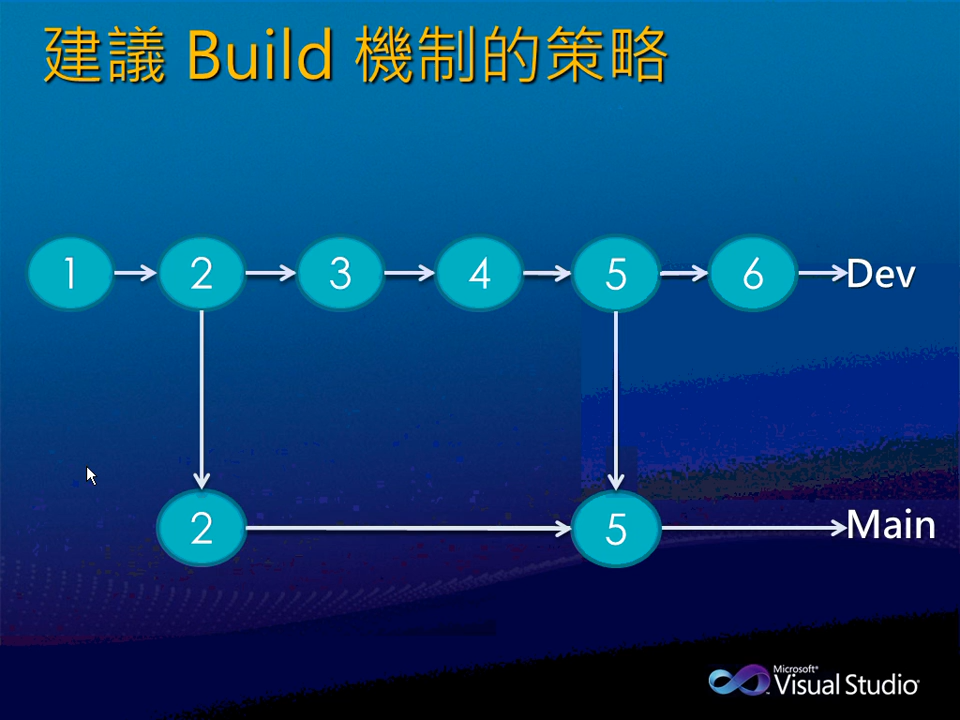 建議 Build 機制的策略
1 2 3 4 5 6 Dev
2 5 Main
Microsoft®
Visual Studio®